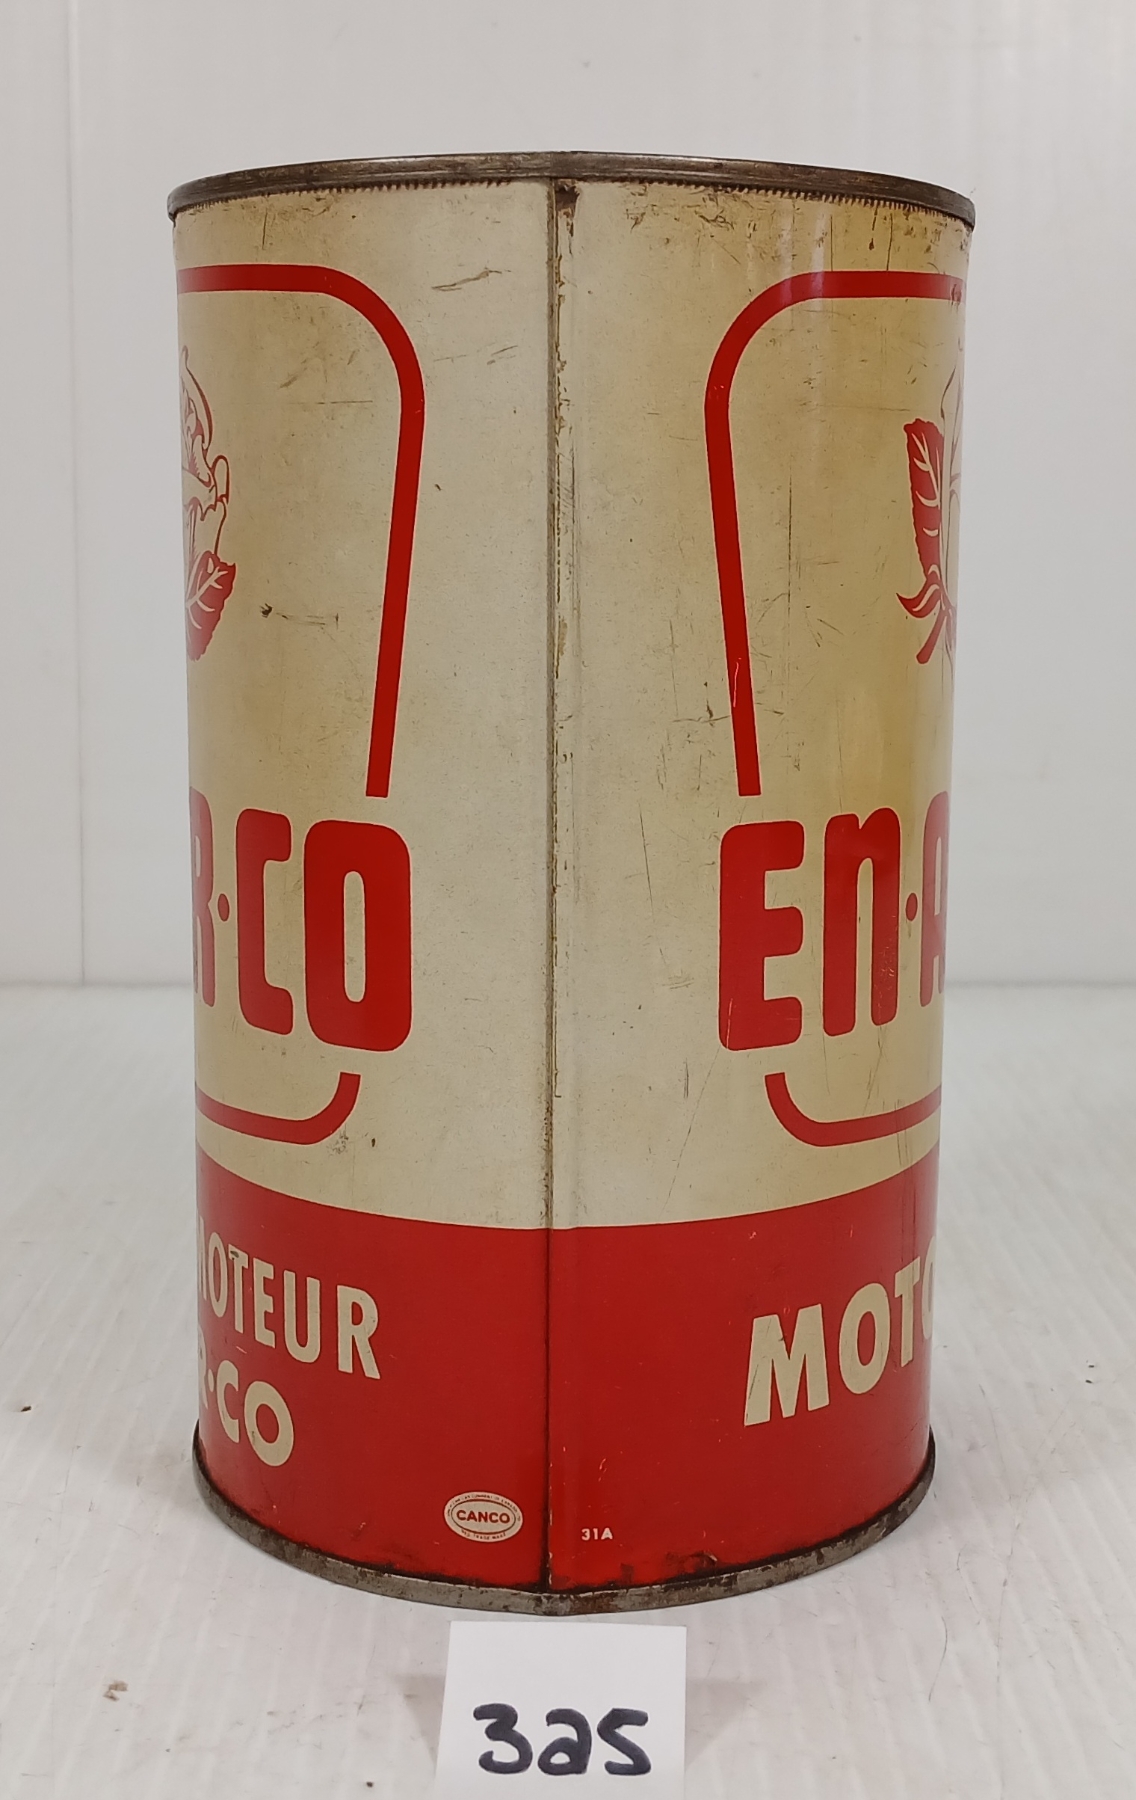 R·CO
EN·A
MOTEUR
R·CO
MOTO
CANCO
31A
325